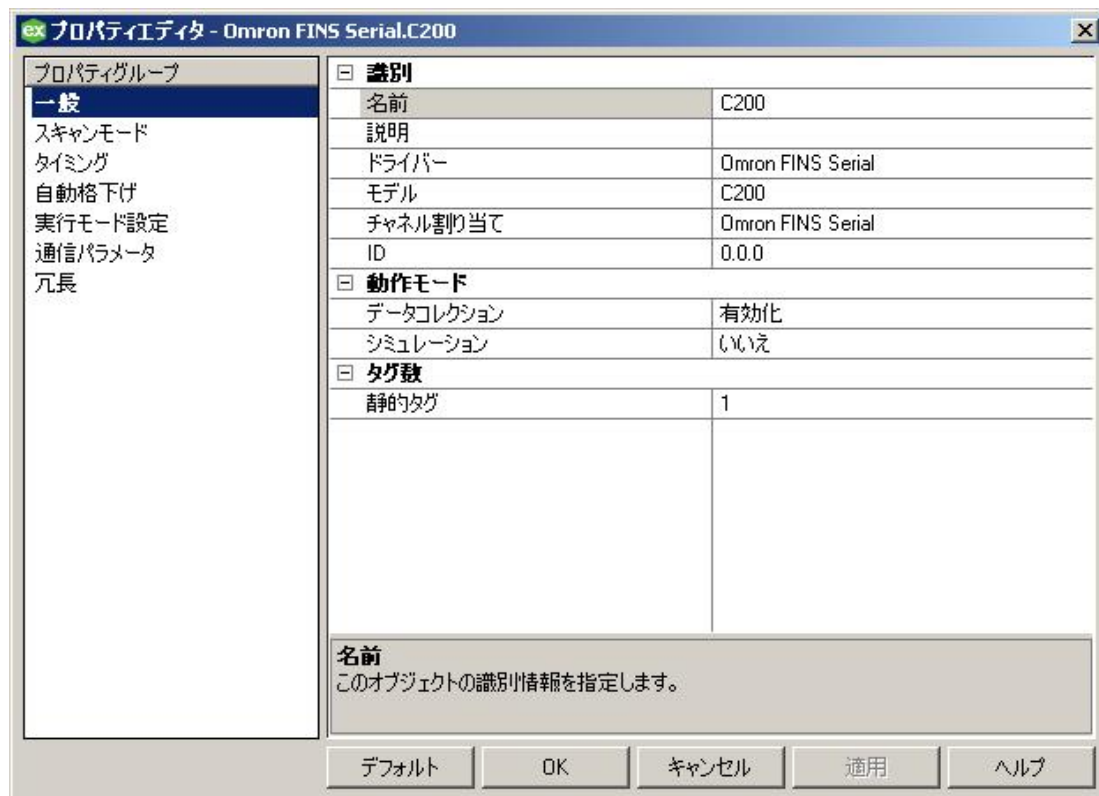 ex プロパティエディタ - Omron FINS Serial.C200
プロパティグループ
一般
スキャンモード
タイミング
自動格下げ
実行モード設定
通信パラメータ
冗長
識別
名前 C200
説明
ドライバー Omron FINS Serial
モデル C200
チャネル割り当て Omron FINS Serial
ID 0.0.0
動作モード
データコレクション 有効化
シミュレーション いいえ
タグ数
静的タグ 1
名前
このオブジェクトの識別情報を指定します。
デフォルト OK キャンセル 適用 ヘルプ